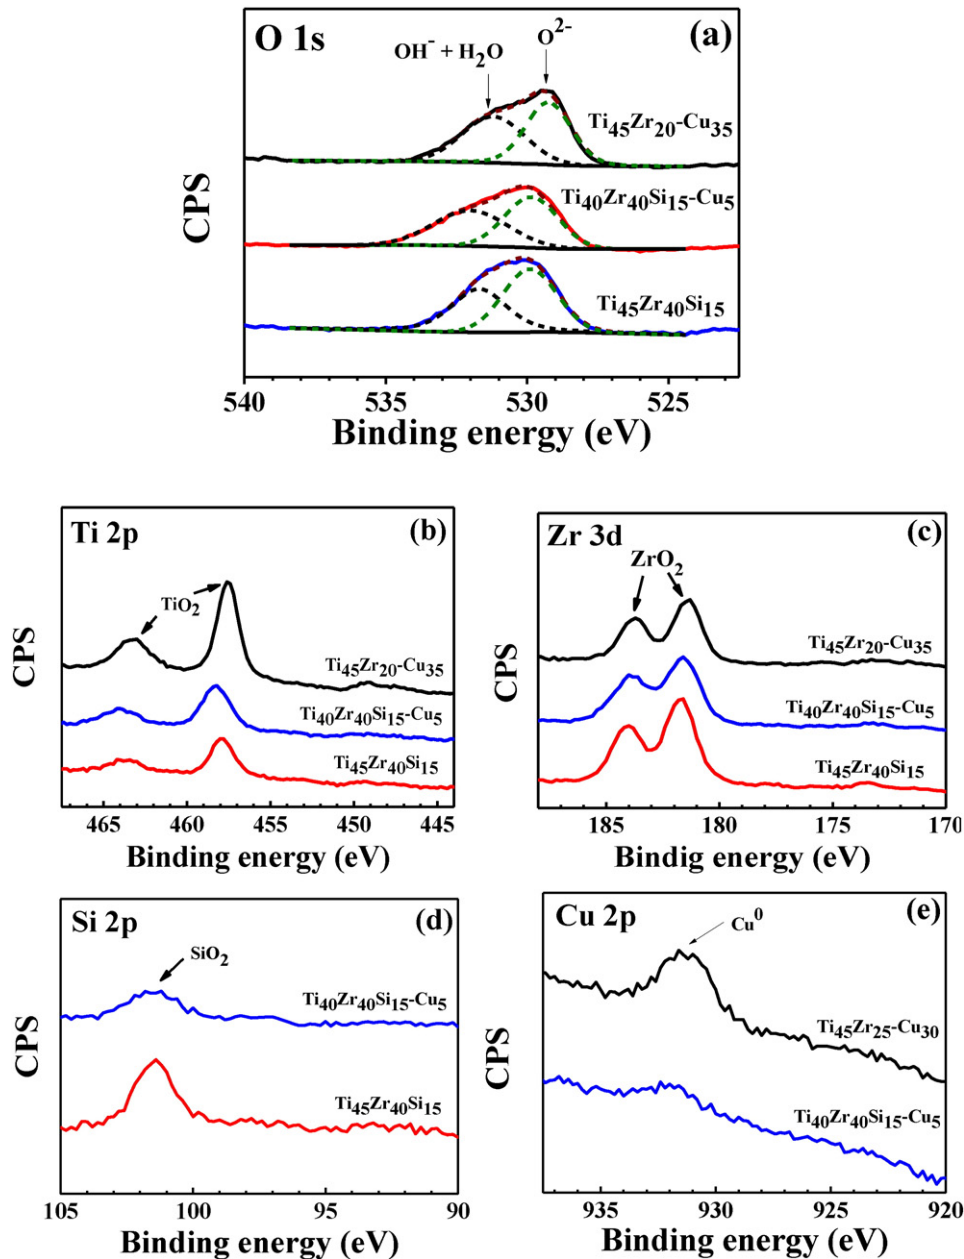 O 1s
(a)
OH⁻ + H₂O
O²⁻
Ti₄₅Zr₂₀-Cu₃₅
Ti₄₀Zr₄₀Si₁₅-Cu₅
Ti₄₅Zr₄₀Si₁₅
CPS
540 535 530 525
Binding energy (eV)
Ti 2p
(b)
TiO₂
Ti₄₅Zr₂₀-Cu₃₅
Ti₄₀Zr₄₀Si₁₅-Cu₅
Ti₄₅Zr₄₀Si₁₅
CPS
465 460 455 450 445
Binding energy (eV)
Zr 3d
(c)
ZrO₂
Ti₄₅Zr₂₀-Cu₃₅
Ti₄₀Zr₄₀Si₁₅-Cu₅
Ti₄₅Zr₄₀Si₁₅
CPS
185 180 175 170
Bindig energy (eV)
Si 2p
(d)
SiO₂
Ti₄₀Zr₄₀Si₁₅-Cu₅
Ti₄₅Zr₄₀Si₁₅
CPS
105 100 95 90
Binding energy (eV)
Cu 2p
(e)
Cu⁰
Ti₄₅Zr₂₅-Cu₃₀
Ti₄₀Zr₄₀Si₁₅-Cu₅
CPS
935 930 925 920
Binding energy (eV)